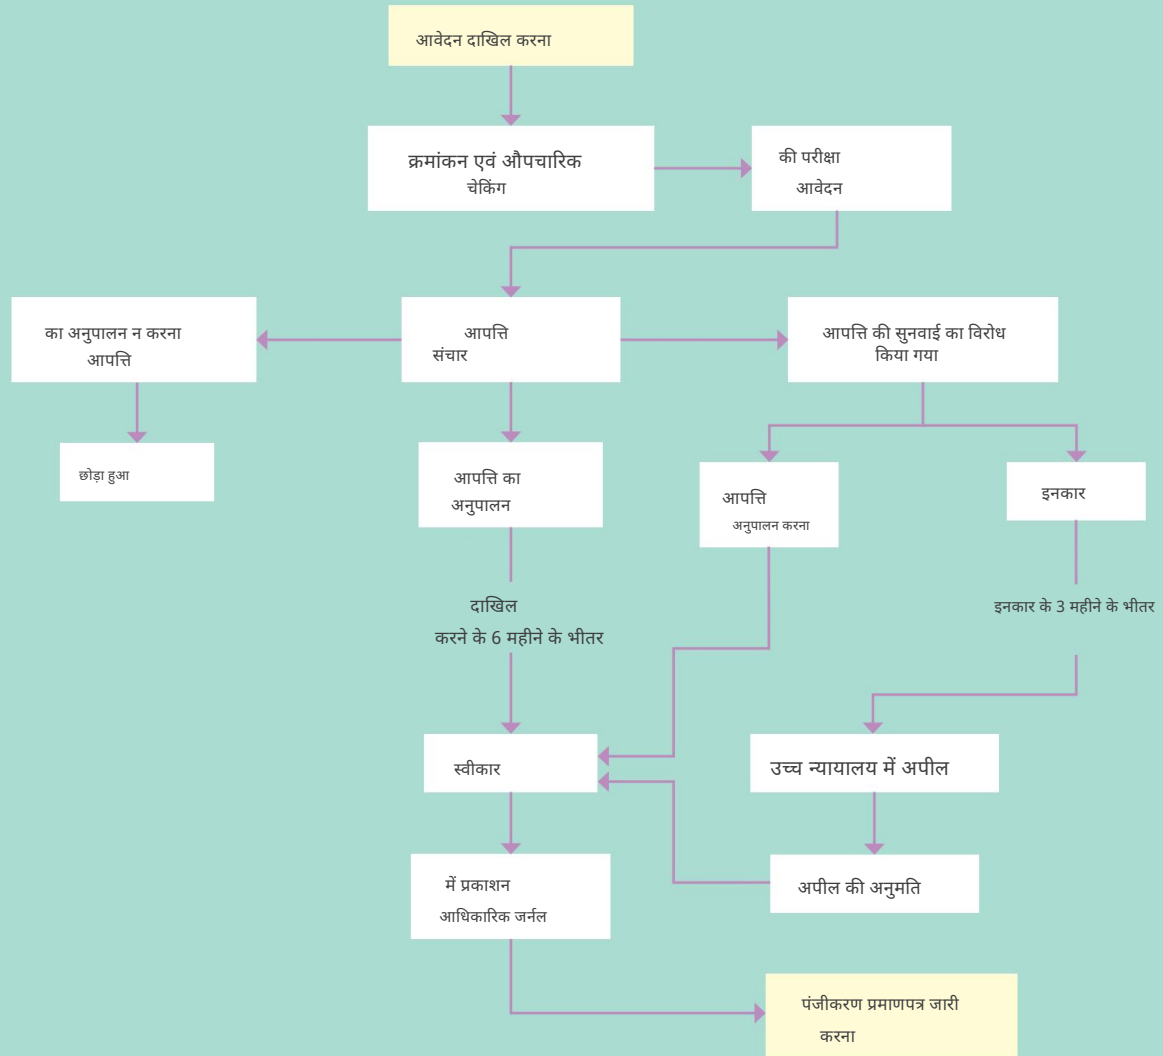 आवेदन दाखिल करना
क्रमांकन एवं औपचारिक
चेकिंग
की परीक्षा
आवेदन
का अनुपालन न करना
आपत्ति
आपत्ति
संचार
आपत्ति की सुनवाई का विरोध
किया गया
छोड़ा हुआ
आपत्ति का
अनुपालन
आपत्ति
अनुपालन करना
इनकार
दाखिल
करने के 6 महीने के भीतर
इनकार के 3 महीने के भीतर
स्वीकार
उच्च न्यायालय में अपील
में प्रकाशन
आधिकारिक जर्नल
अपील की अनुमति
पंजीकरण प्रमाणपत्र जारी
करना